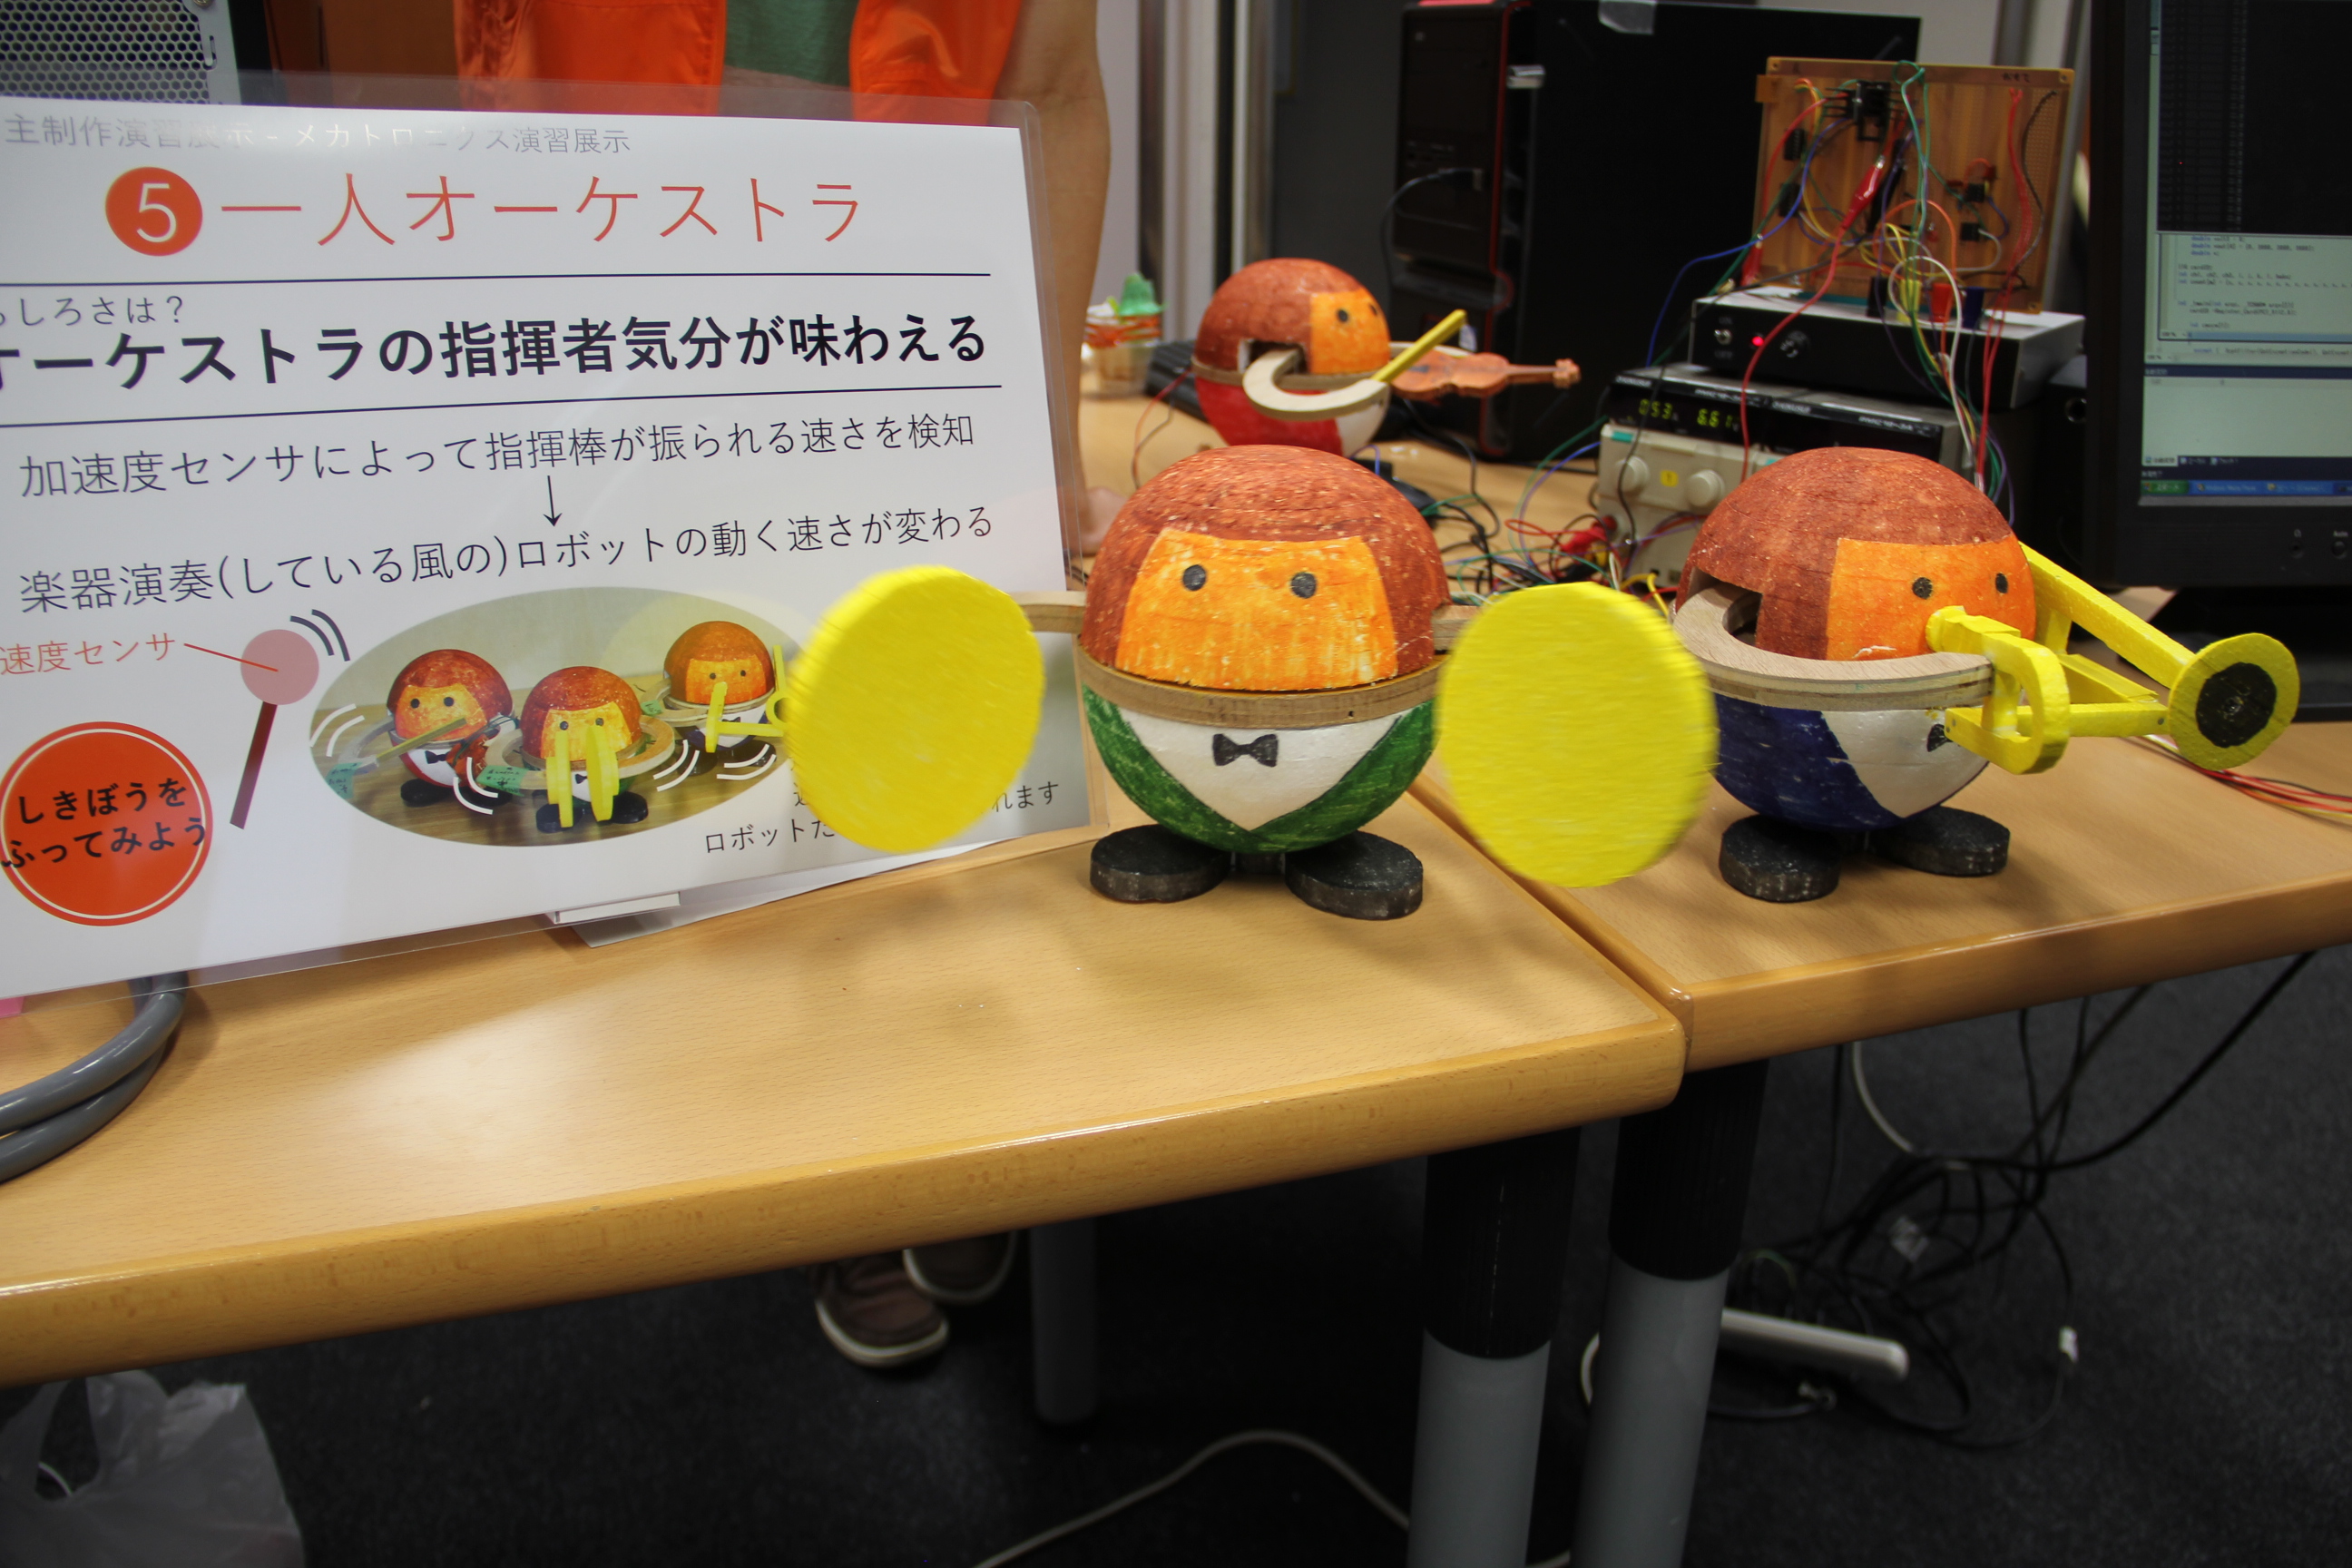 主制作演習展示 - メカトロニクス演習展示
5 一人オーケストラ
しろさは？
オーケストラの指揮者気分が味わえる
加速度センサによって指揮棒が振られる速さを検知
↓
楽器演奏(している風の)ロボットの動く速さが変わる
速度センサ
しきぼうを
ふってみよう
れます
ロボットた